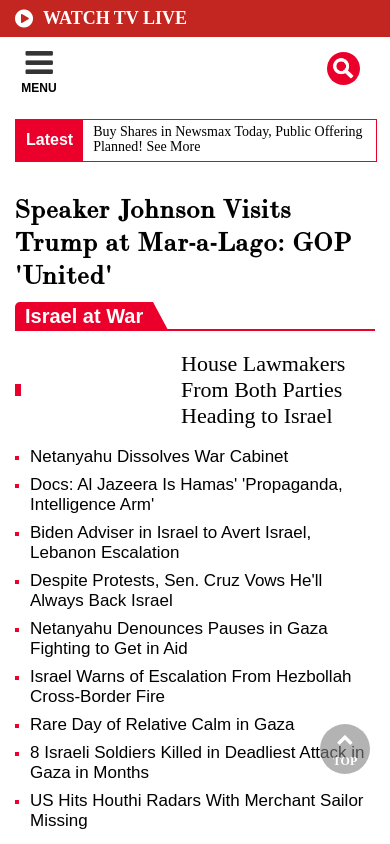 WATCH TV LIVE
MENU
Latest
Buy Shares in Newsmax Today, Public Offering
Planned! See More
Speaker Johnson Visits
Trump at Mar-a-Lago: GOP
'United'
Israel at War
House Lawmakers
From Both Parties
Heading to Israel
Netanyahu Dissolves War Cabinet
Docs: Al Jazeera Is Hamas' 'Propaganda,
Intelligence Arm'
Biden Adviser in Israel to Avert Israel,
Lebanon Escalation
Despite Protests, Sen. Cruz Vows He'll
Always Back Israel
Netanyahu Denounces Pauses in Gaza
Fighting to Get in Aid
Israel Warns of Escalation From Hezbollah
Cross-Border Fire
Rare Day of Relative Calm in Gaza
8 Israeli Soldiers Killed in Deadliest Attack in
Gaza in Months
TOP
US Hits Houthi Radars With Merchant Sailor
Missing